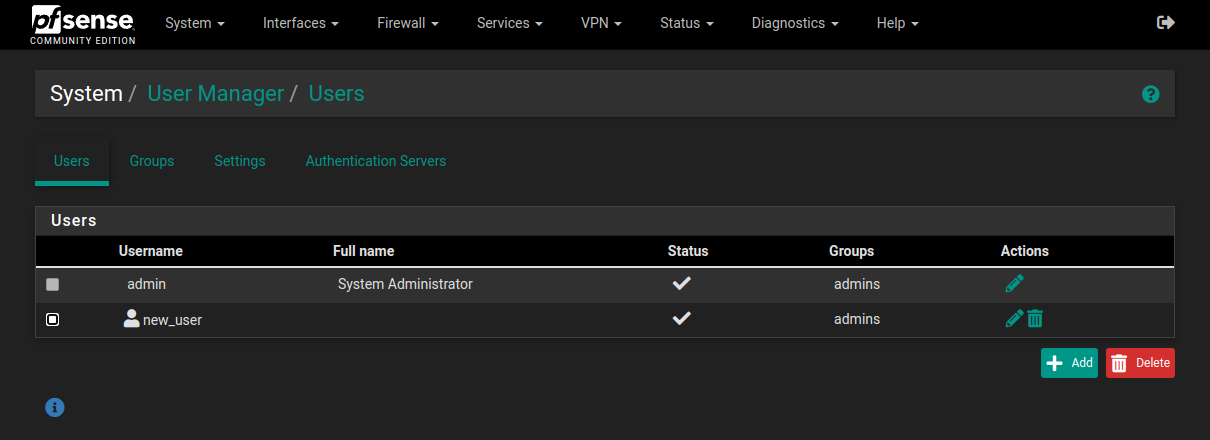 pfsense System Interfaces Firewall Services VPN Status Diagnostics Help
COMMUNITY EDITION
System / User Manager / Users
Users Groups Settings Authentication Servers
Users
Username Full name Status Groups Actions
admin System Administrator admins
new_user admins
Add Delete